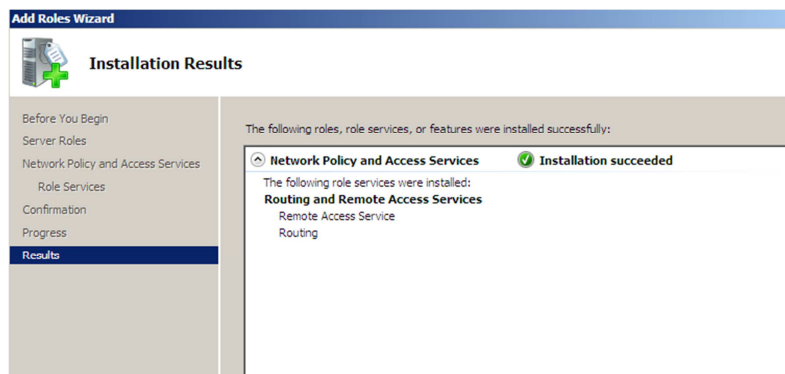 Add Roles Wizard
Installation Results
Before You Begin
Server Roles
Network Policy and Access Services
Role Services
Confirmation
Progress
Results
The following roles, role services, or features were installed successfully:
Network Policy and Access Services Installation succeeded
The following role services were installed:
Routing and Remote Access Services
Remote Access Service
Routing